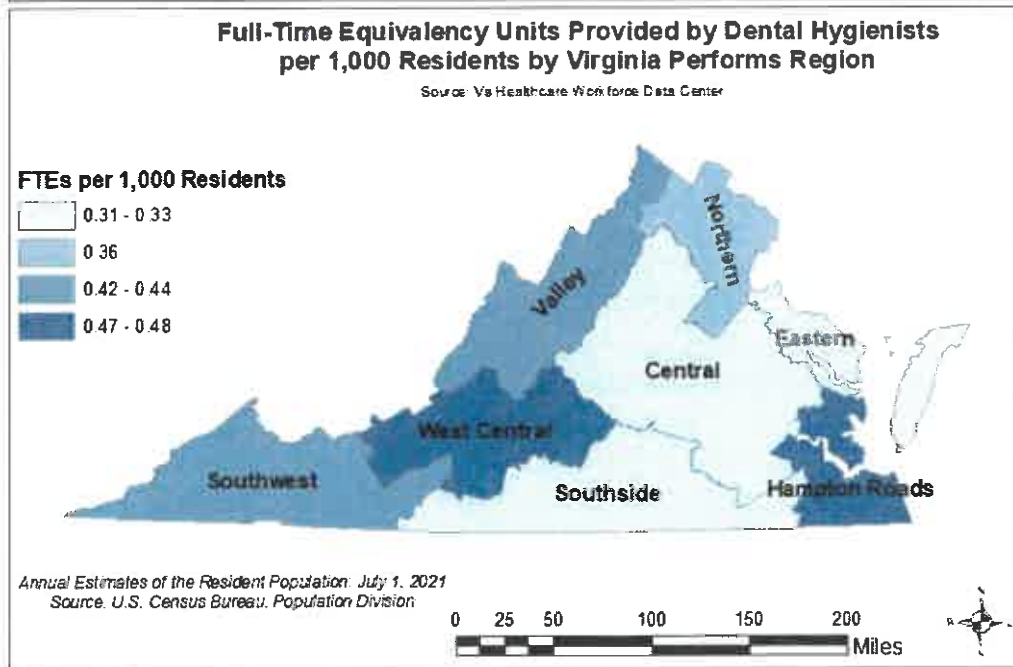 Full-Time Equivalency Units Provided by Dental Hygienists
per 1,000 Residents by Virginia Performs Region
Source: Va Healthcare Workforce Data Center
FTEs per 1,000 Residents
0.31 - 0.33
0.36
0.42 - 0.44
0.47 - 0.48
Northern
Valley
Eastern
Central
West Central
Southwest
Southside
Hampton Roads
Annual Estimates of the Resident Population: July 1, 2021
Source: U.S. Census Bureau, Population Division
0 25 50 100 150 200
Miles